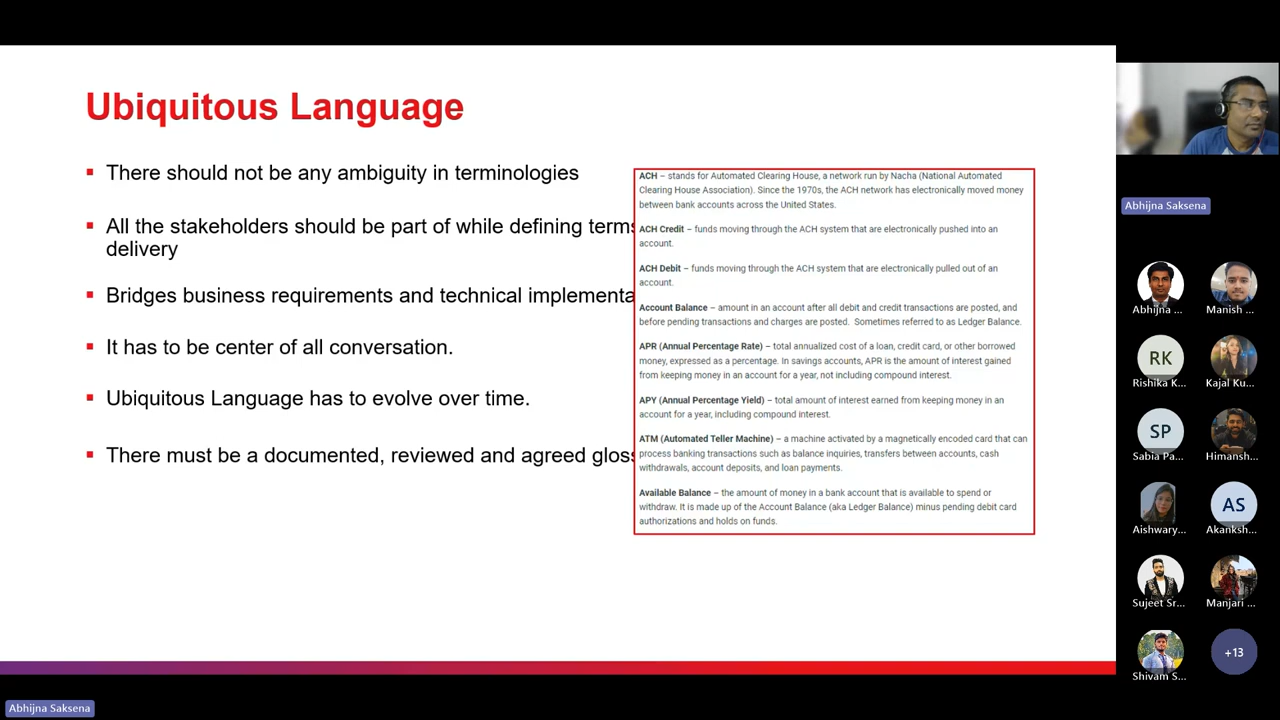 Ubiquitous Language
There should not be any ambiguity in terminologies
All the stakeholders should be part of while defining terms
delivery
Bridges business requirements and technical implementa
It has to be center of all conversation.
Ubiquitous Language has to evolve over time.
There must be a documented, reviewed and agreed glos
ACH – stands for Automated Clearing House, a network run by Nacha (National Automated
Clearing House Association). Since the 1970s, the ACH network has electronically moved money
between bank accounts across the United States.
ACH Credit – funds moving through the ACH system that are electronically pushed into an
account.
ACH Debit – funds moving through the ACH system that are electronically pulled out of an
account.
Account Balance – amount in an account after all debit and credit transactions are posted, and
before pending transactions and charges are posted. Sometimes referred to as Ledger Balance.
APR (Annual Percentage Rate) – total annualized cost of a loan, credit card, or other borrowed
money, expressed as a percentage. In savings accounts, APR is the amount of interest gained
from keeping money in an account for a year, not including compound interest.
APY (Annual Percentage Yield) – total amount of interest earned from keeping money in an
account for a year, including compound interest.
ATM (Automated Teller Machine) – a machine activated by a magnetically encoded card that can
process banking transactions such as balance inquiries, transfers between accounts, cash
withdrawals, account deposits, and loan payments.
Available Balance – the amount of money in a bank account that is available to spend or
withdraw. It is made up of the Account Balance (aka Ledger Balance) minus pending debit card
authorizations and holds on funds.
Abhijna Saksena
Abhijna ...
Manish ...
RK
Rishika K...
Kajal Ku...
SP
Sabia Pa...
Himansh...
Aishwary...
AS
Akanksh...
Sujeet Sr...
Manjari ...
Shivam S...
+13
Abhijna Saksena